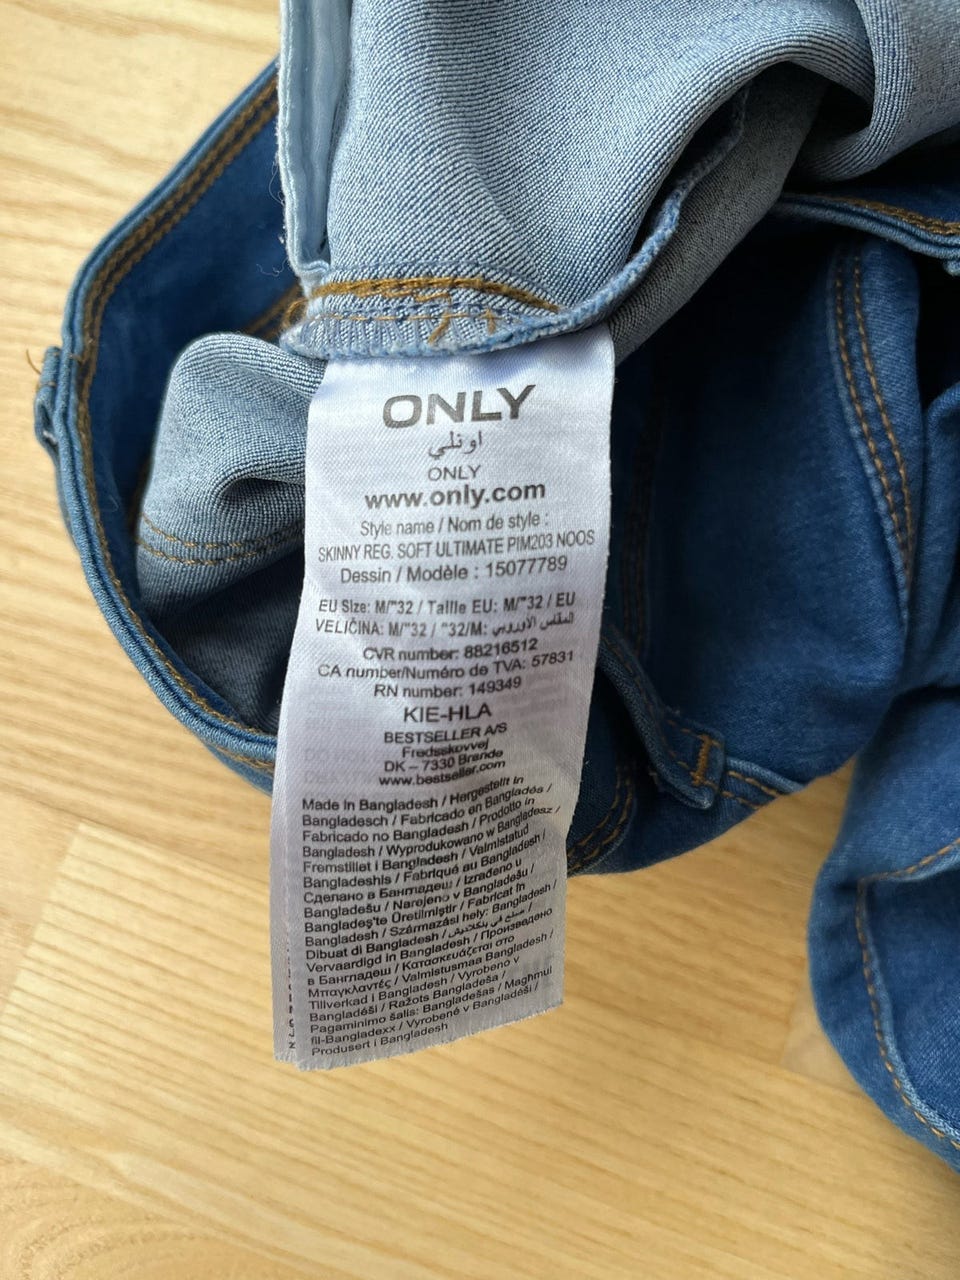 ONLY
اونلي
ONLY
www.only.com
Style name / Nom de style :
SKINNY REG. SOFT ULTIMATE PIM203 NOOS
Dessin / Modèle : 15077789
EU Size: M/"32 / Taille EU: M/"32 / EU
VELIČINA: M/"32 / "32/M: المقاس الأوروبي
CVR number: 88216512
CA number/Numéro de TVA: 57831
RN number: 149349
KIE-HLA
BESTSELLER A/S
Fredsskovvej
DK – 7330 Brande
www.bestseller.com
Made in Bangladesh / Hergestellt in
Bangladesch / Fabricado en Bangladés /
Fabricado no Bangladesh / Prodotto in
Bangladesh / Wyprodukowano w Bangladesz /
Fremstillet i Bangladesh / Valmistatud
Bangladeshis / Fabriqué au Bangladesh /
Сделано в Бангладеш / Izrađeno u
Bangladešu / Narejeno v Bangladešu /
Bangladeş'te Üretilmiştir / Fabricat în
Bangladesh / Származási hely: Bangladesh /
Dibuat di Bangladesh / صنع في بنگلاديش /
Vervaardigd in Bangladesh / Произведено
в Бангладеш / Κατασκευάζεται στο
Μπαγκλαντές / Valmistusmaa Bangladesh /
Tillverkad i Bangladesh / Vyrobeno v
Bangladéši / Ražots Bangladeša /
Pagaminimo šalis: Bangladešas / Magħmul
fil-Bangladexx / Vyrobené v Bangladéši /
Produsert i Bangladesh